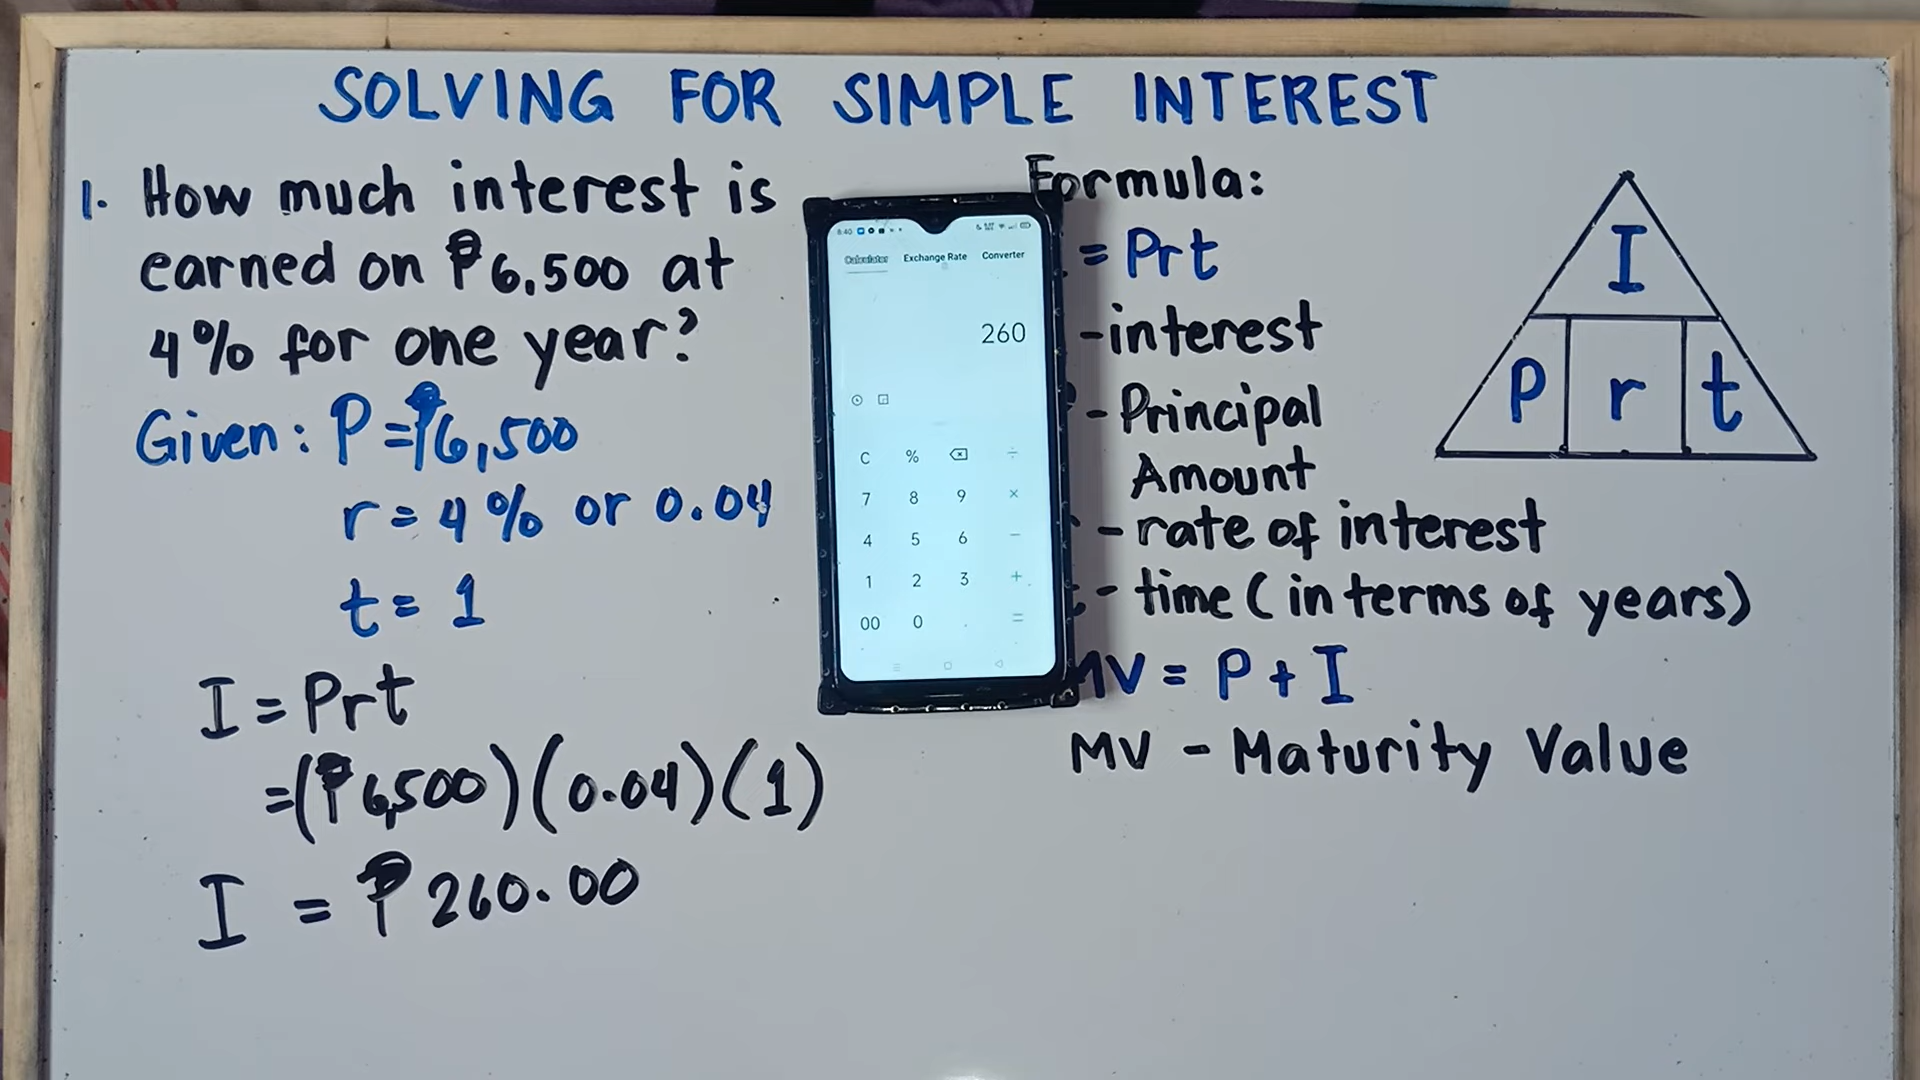 SOLVING FOR SIMPLE INTEREST
1. How much interest is
earned on ₱6,500 at
4% for one year?
Given: P=₱6,500
r = 4% or 0.04
t = 1
I = Prt
=(₱6,500)(0.04)(1)
I = ₱260.00
8:40
Calculator Exchange Rate Converter
260
C %  ÷
7 8 9 ×
4 5 6 −
1 2 3 +
00 0 . =
Formula:
= Prt
-interest
-Principal
Amount
- rate of interest
- time (in terms of years)
MV = P + I
MV - Maturity Value
I
P r t